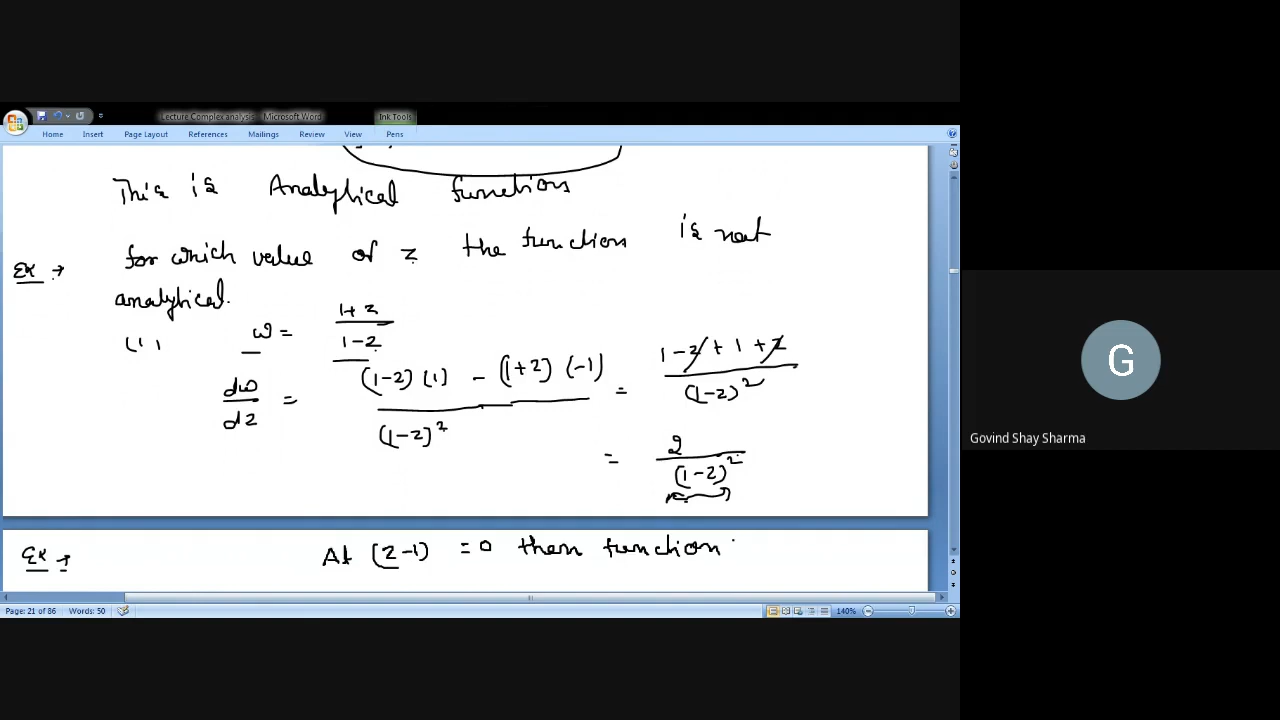 Lecture Complex analysis - Microsoft Word
Ink Tools
Home Insert Page Layout References Mailings Review View Pens
This is Analytical function
Ex → for which value of z the function is not
analytical.
(1) w = (1+z)/(1-z)
dw/dz = ((1-z)(1) - (1+z)(-1))/(1-z)² = (1-z+1+z)/(1-z)²
= 2/(1-z)²
Ex → At (z-1) = 0 then function
Page: 21 of 86 Words: 50 140%
G
Govind Shay Sharma